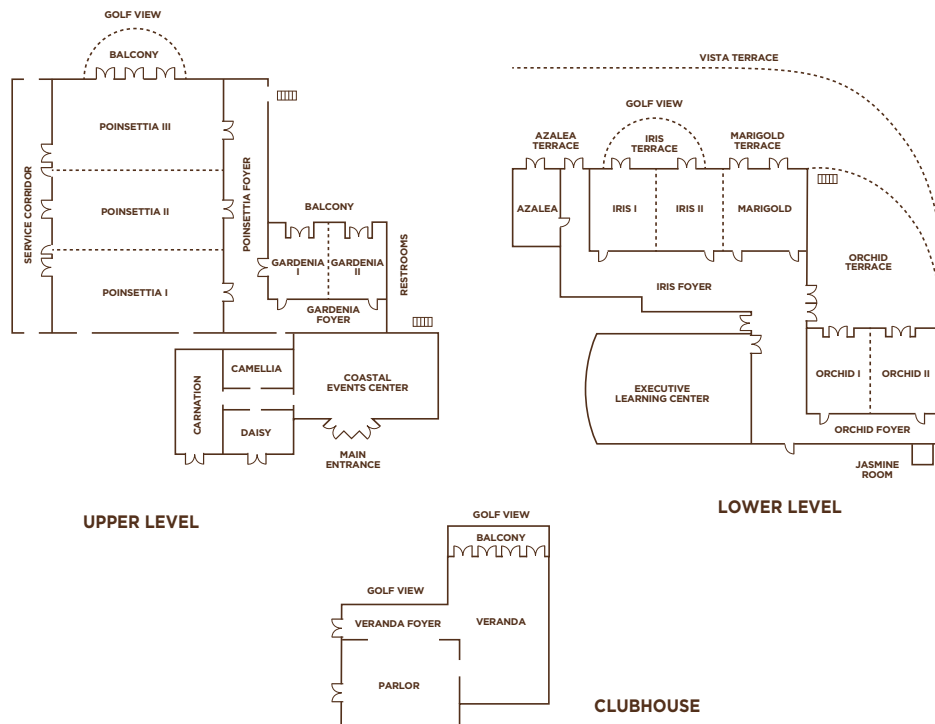 GOLF VIEW
BALCONY
POINSETTIA III
SERVICE CORRIDOR
POINSETTIA FOYER
POINSETTIA II
POINSETTIA I
BALCONY
GARDENIA
I
GARDENIA
II
RESTROOMS
GARDENIA
FOYER
CARNATION
CAMELLIA
DAISY
COASTAL
EVENTS CENTER
MAIN
ENTRANCE
UPPER LEVEL
VISTA TERRACE
GOLF VIEW
AZALEA
TERRACE
IRIS
TERRACE
MARIGOLD
TERRACE
AZALEA
IRIS I
IRIS II
MARIGOLD
ORCHID
TERRACE
IRIS FOYER
EXECUTIVE
LEARNING CENTER
ORCHID I
ORCHID II
ORCHID FOYER
JASMINE
ROOM
LOWER LEVEL
GOLF VIEW
BALCONY
GOLF VIEW
VERANDA FOYER
VERANDA
PARLOR
CLUBHOUSE